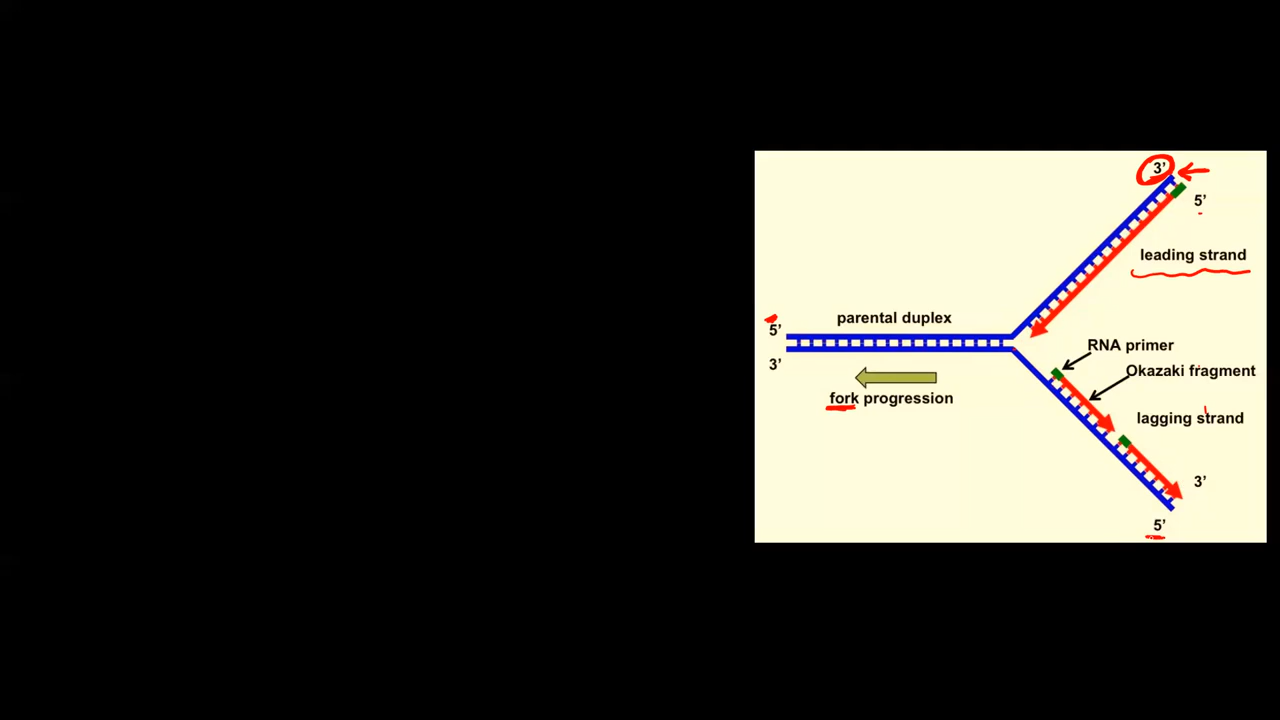 3’
5’
leading strand
parental duplex
5’
3’
fork progression
RNA primer
Okazaki fragment
lagging strand
3’
5’